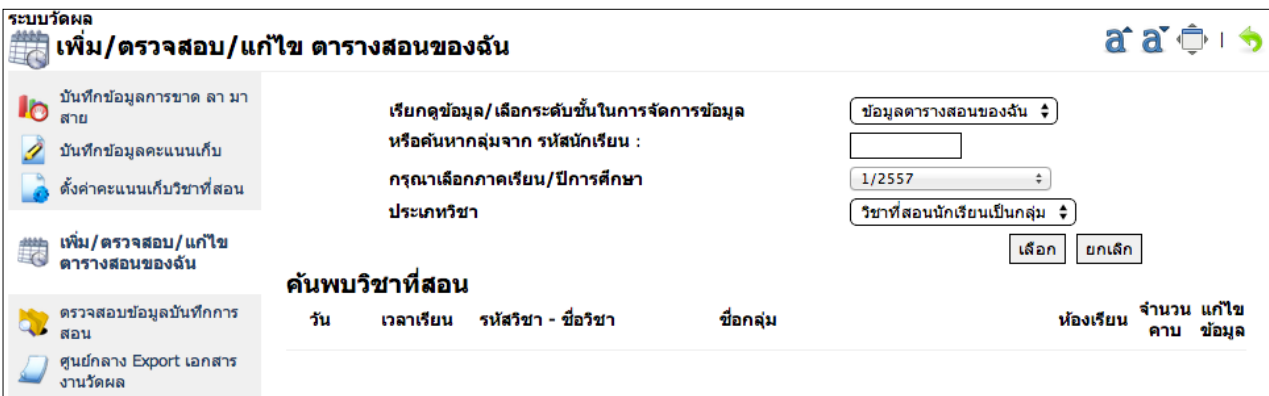 ระบบวัดผล
เพิ่ม/ตรวจสอบ/แก้ไข ตารางสอนของฉัน
บันทึกข้อมูลการขาด ลา มา
สาย
บันทึกข้อมูลคะแนนเก็บ
ตั้งค่าคะแนนเก็บวิชาที่สอน
เพิ่ม/ตรวจสอบ/แก้ไข
ตารางสอนของฉัน
ตรวจสอบข้อมูลบันทึกการ
สอน
ศูนย์กลาง Export เอกสาร
งานวัดผล
เรียกดูข้อมูล/เลือกระดับชั้นในการจัดการข้อมูล ข้อมูลตารางสอนของฉัน
หรือค้นหากลุ่มจาก รหัสนักเรียน :
กรุณาเลือกภาคเรียน/ปีการศึกษา 1/2557
ประเภทวิชา วิชาที่สอนนักเรียนเป็นกลุ่ม
เลือก ยกเลิก
ค้นพบวิชาที่สอน
วัน เวลาเรียน รหัสวิชา - ชื่อวิชา ชื่อกลุ่ม ห้องเรียน จำนวน แก้ไข
คาบ ข้อมูล